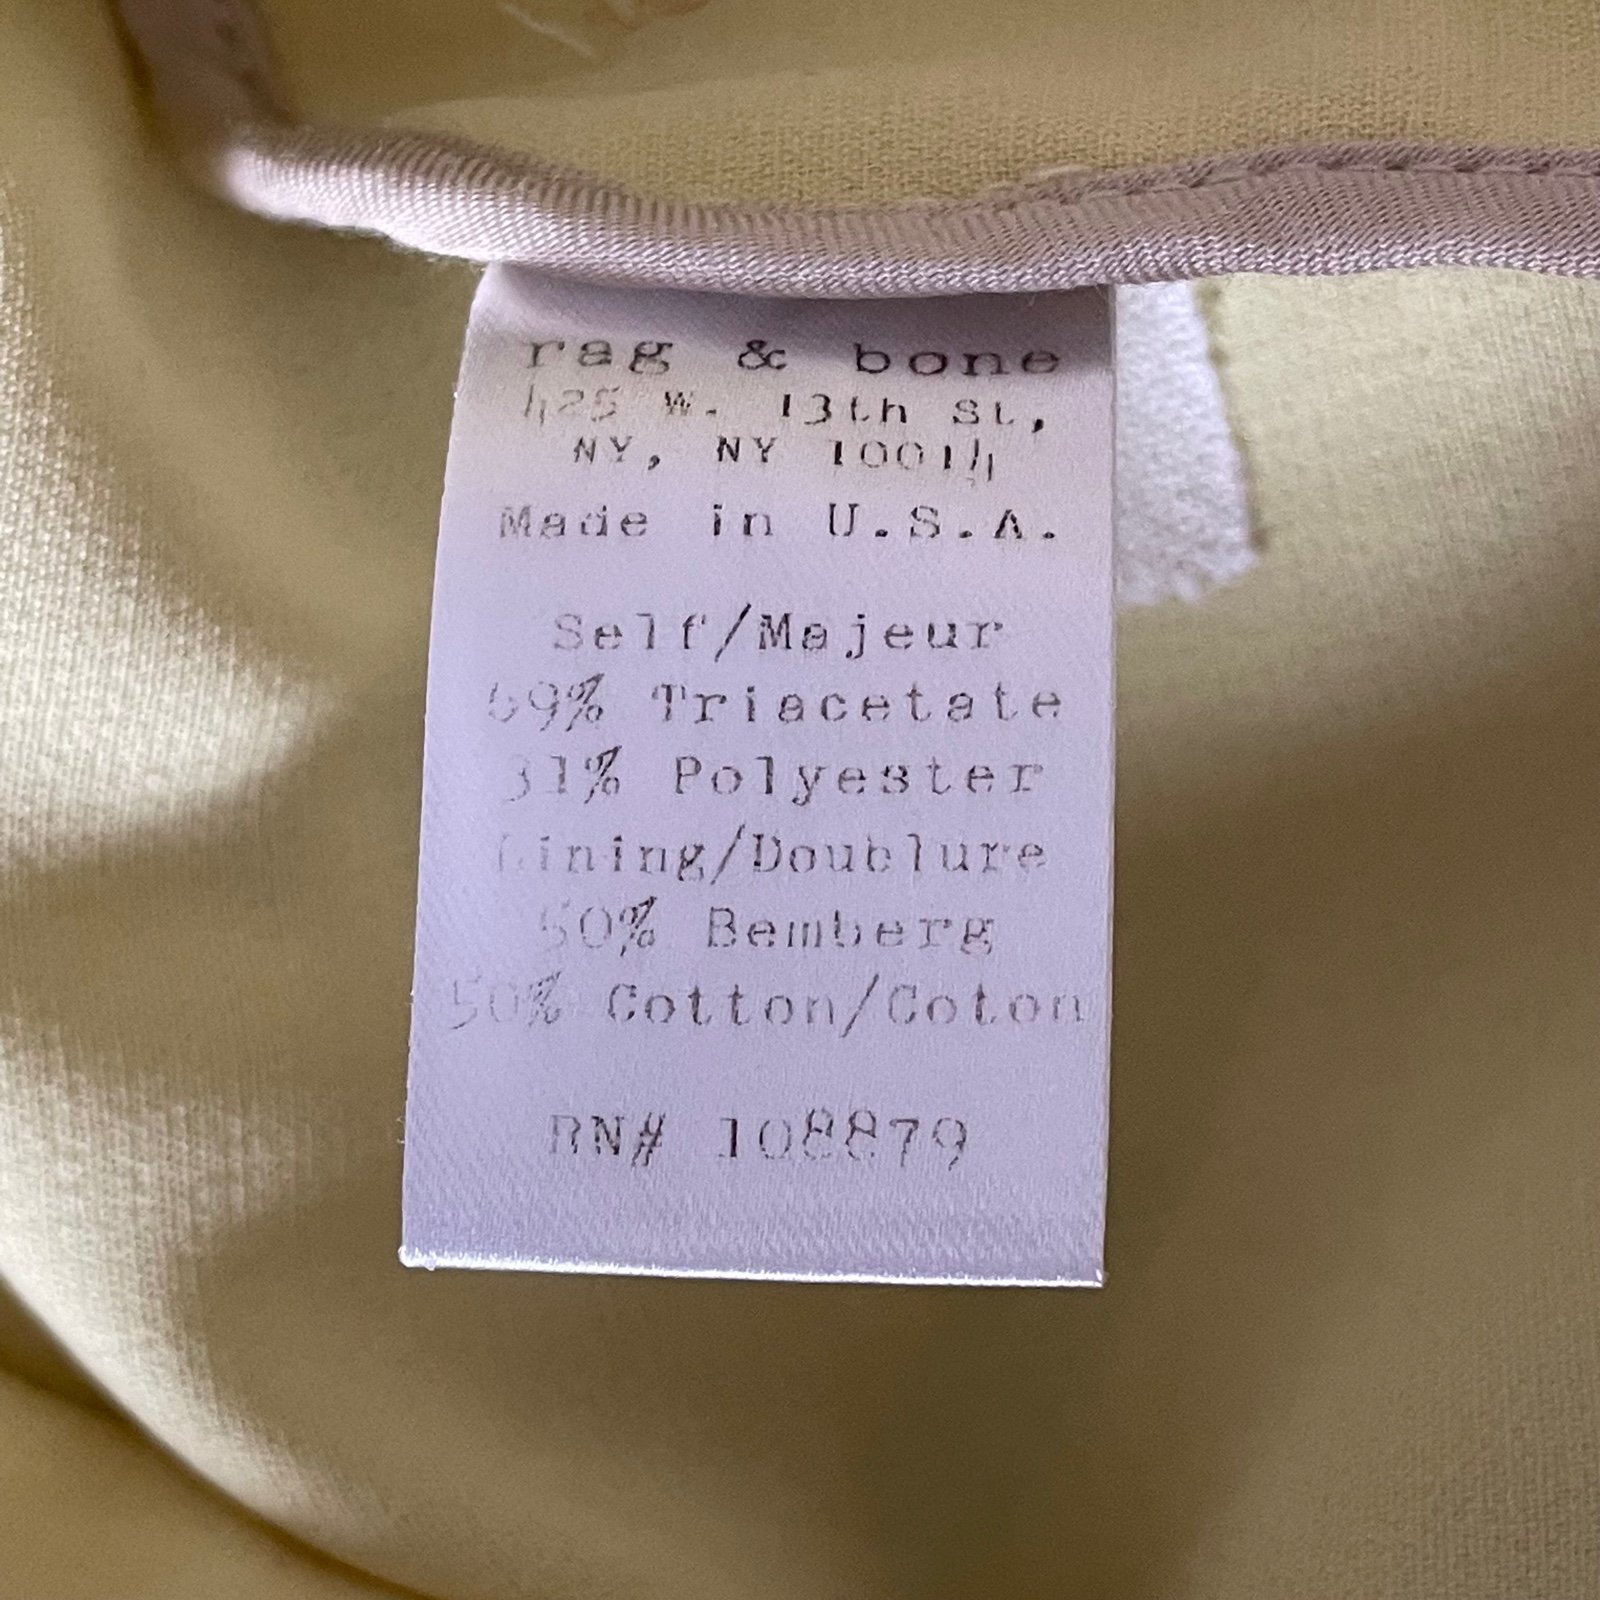 rag & bone
425 W. 13th St,
NY, NY 10014
Made in U.S.A.
Self/Majeur
69% Triacetate
31% Polyester
Lining/Doublure
50% Bemberg
50% Cotton/Coton
RN# 108879